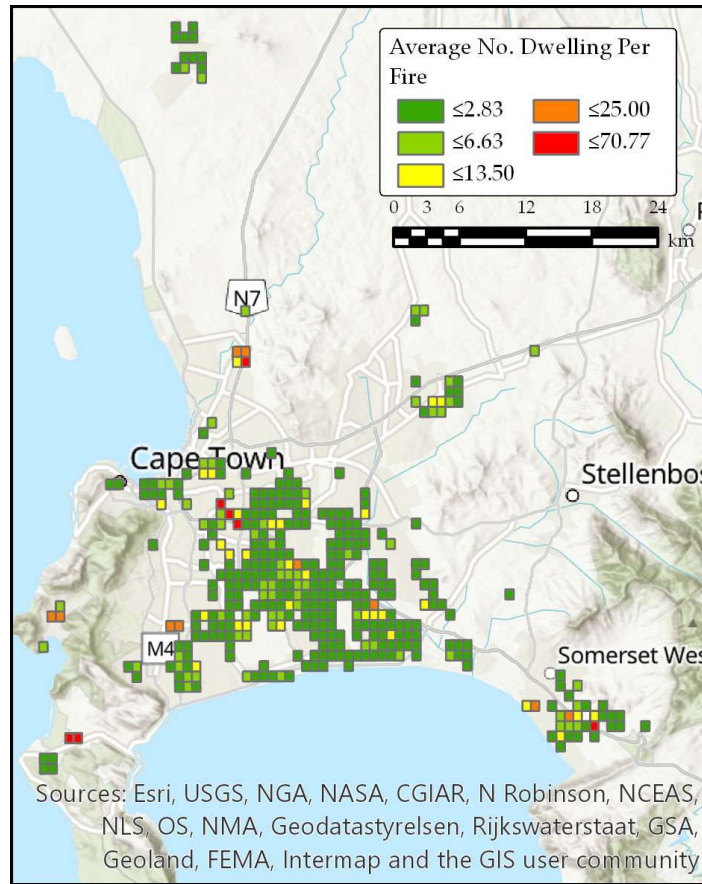 Average No. Dwelling Per
Fire
≤2.83
≤25.00
≤6.63
≤70.77
≤13.50
0 3 6 12 18 24
km
P
N7
Cape Town
Stellenbos
M4
Somerset Wes
Sources: Esri, USGS, NGA, NASA, CGIAR, N Robinson, NCEAS,
NLS, OS, NMA, Geodatastyrelsen, Rijkswaterstaat, GSA,
Geoland, FEMA, Intermap and the GIS user community